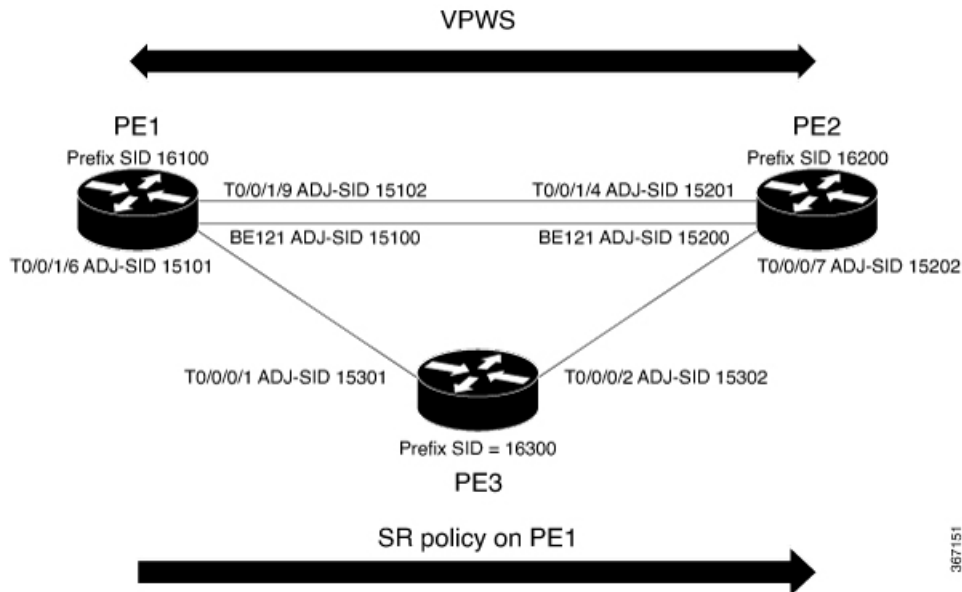 VPWS
PE1
PE2
Prefix SID 16100
Prefix SID 16200
T0/0/1/9 ADJ-SID 15102
T0/0/1/4 ADJ-SID 15201
BE121 ADJ-SID 15100
BE121 ADJ-SID 15200
T0/0/1/6 ADJ-SID 15101
T0/0/0/7 ADJ-SID 15202
T0/0/0/1 ADJ-SID 15301
T0/0/0/2 ADJ-SID 15302
Prefix SID = 16300
PE3
SR policy on PE1
367151